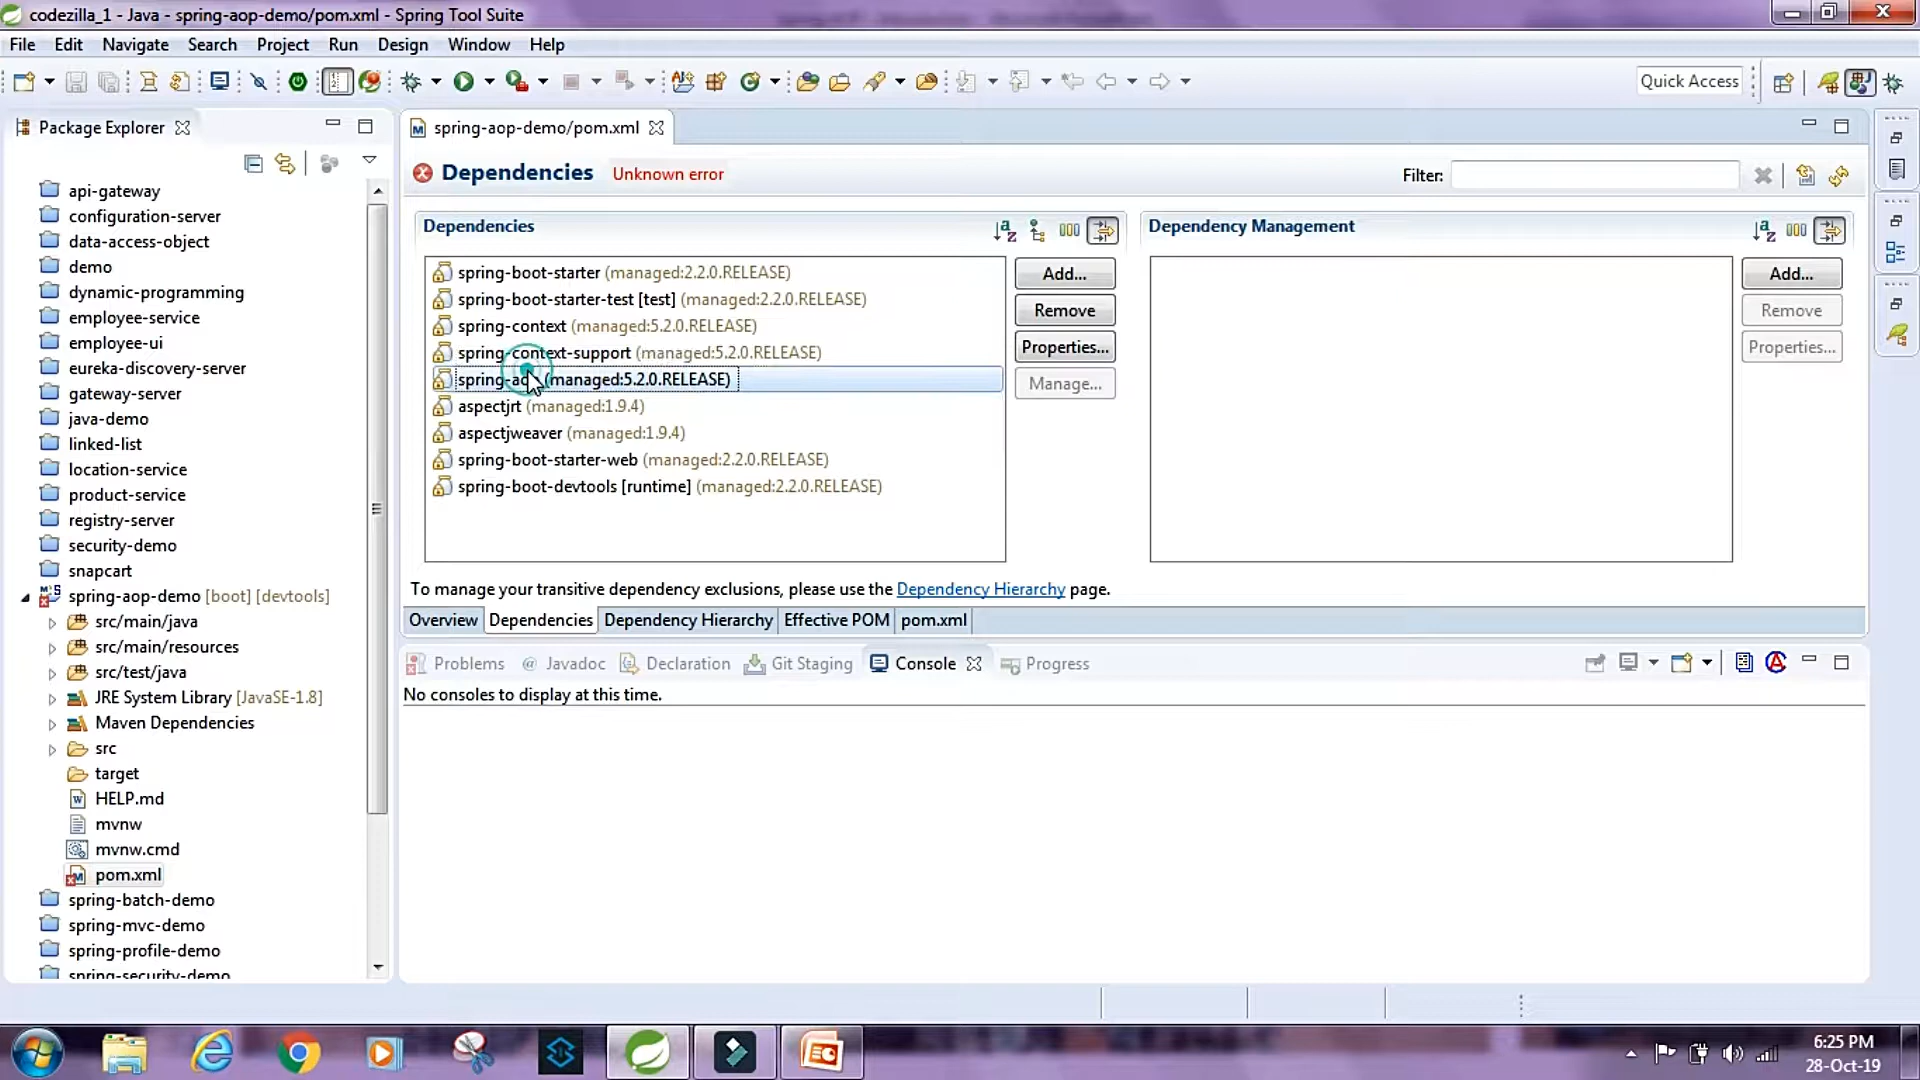 codezilla_1 - Java - spring-aop-demo/pom.xml - Spring Tool Suite
File Edit Navigate Search Project Run Design Window Help
Quick Access
Package Explorer
spring-aop-demo/pom.xml
Dependencies Unknown error
Filter:
Dependencies
Dependency Management
api-gateway
configuration-server
data-access-object
demo
dynamic-programming
employee-service
employee-ui
eureka-discovery-server
gateway-server
java-demo
linked-list
location-service
product-service
registry-server
security-demo
snapcart
spring-aop-demo [boot] [devtools]
src/main/java
src/main/resources
src/test/java
JRE System Library [JavaSE-1.8]
Maven Dependencies
src
target
HELP.md
mvnw
mvnw.cmd
pom.xml
spring-batch-demo
spring-mvc-demo
spring-profile-demo
spring-security-demo
spring-boot-starter (managed:2.2.0.RELEASE)
spring-boot-starter-test [test] (managed:2.2.0.RELEASE)
spring-context (managed:5.2.0.RELEASE)
spring-context-support (managed:5.2.0.RELEASE)
(managed:5.2.0.RELEASE)
aspectjrt (managed:1.9.4)
aspectjweaver (managed:1.9.4)
spring-boot-starter-web (managed:2.2.0.RELEASE)
spring-boot-devtools [runtime] (managed:2.2.0.RELEASE)
Add...
Remove
Properties...
Manage...
Add...
Remove
Properties...
To manage your transitive dependency exclusions, please use the Dependency Hierarchy page.
Overview Dependencies Dependency Hierarchy Effective POM pom.xml
Problems @ Javadoc Declaration Git Staging Console Progress
No consoles to display at this time.
6:25 PM
28-Oct-19